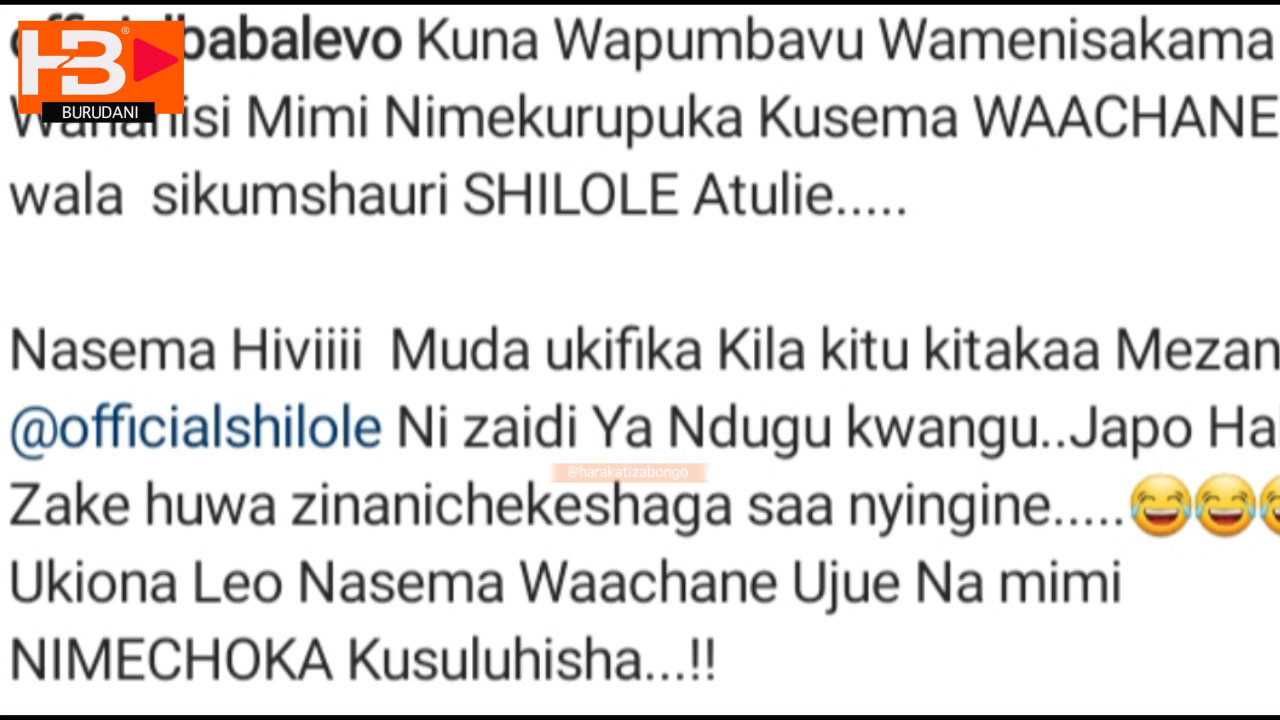 HB®
BURUDANI
babalevo Kuna Wapumbavu Wamenisakama
Mimi Nimekurupuka Kusema WAACHANE
wala sikumshauri SHILOLE Atulie.....
Nasema Hiviiii Muda ukifika Kila kitu kitakaa Mezan
@officialshilole Ni zaidi Ya Ndugu kwangu..Japo
@harakatizabongo
Zake huwa zinanichekeshaga saa nyingine.....😂😂😂
Ukiona Leo Nasema Waachane Ujue Na mimi
NIMECHOKA Kusuluhisha...!!